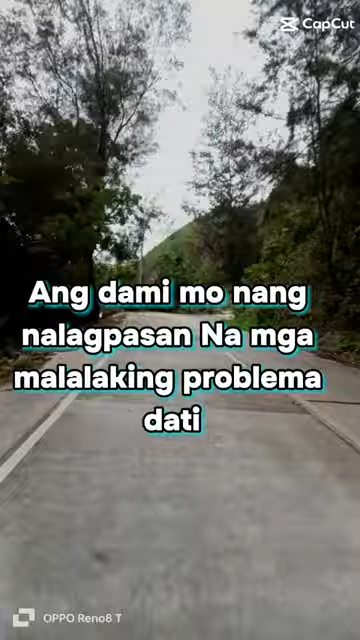 CapCut
Ang dami mo nang
nalagpasan Na mga
malalaking problema
dati
OPPO Reno8 T